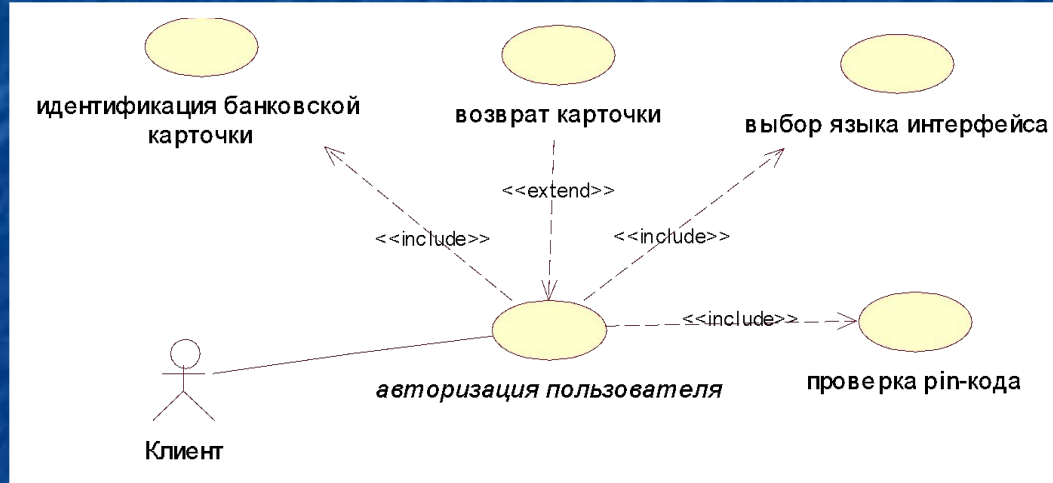 идентификация банковской
карточки
возврат карточки
выбор языка интерфейса
<<extend>>
<<include>>
<<include>>
<<include>>
авторизация пользователя
проверка pin-кода
Клиент